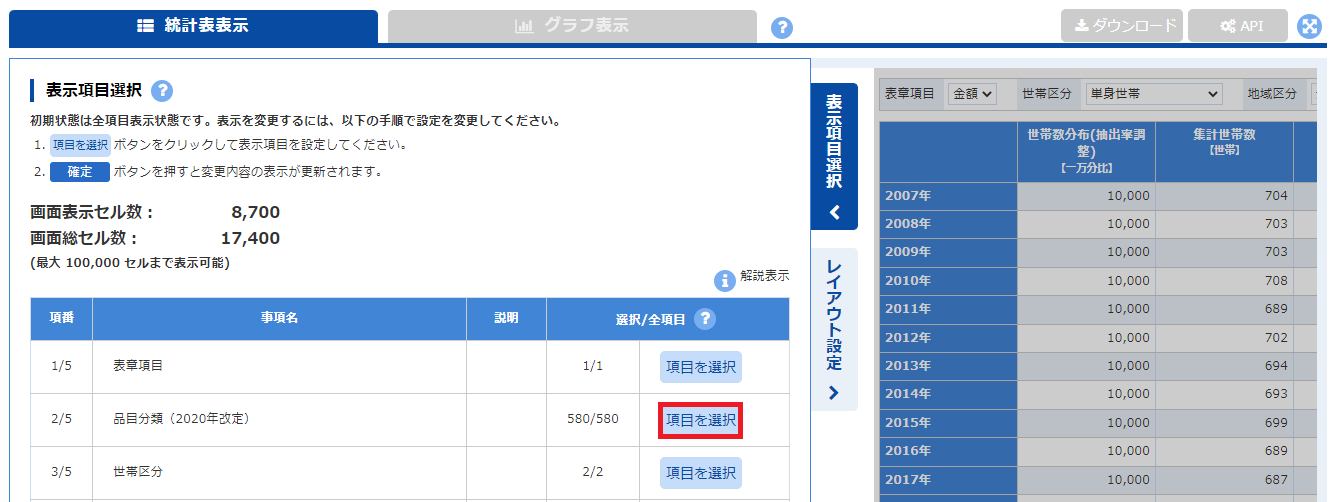 統計表表示
グラフ表示
?
ダウンロード
API
表示項目選択 ?
初期状態は全項目表示状態です。表示を変更するには、以下の手順で設定を変更してください。
1. 項目を選択 ボタンをクリックして表示項目を設定してください。
2. 確定 ボタンを押すと変更内容の表示が更新されます。
画面表示セル数： 8,700
画面総セル数： 17,400
(最大 100,000 セルまで表示可能)
i 解説表示
項番 事項名 説明 選択/全項目 ?
1/5 表章項目 1/1 項目を選択
2/5 品目分類（2020年改定） 580/580 項目を選択
3/5 世帯区分 2/2 項目を選択
表示項目選択
レイアウト設定
表章項目 金額 世帯区分 単身世帯 地域区分
世帯数分布(抽出率調
整)
【一万分比】
集計世帯数
【世帯】
2007年 10,000 704
2008年 10,000 703
2009年 10,000 703
2010年 10,000 708
2011年 10,000 689
2012年 10,000 702
2013年 10,000 694
2014年 10,000 693
2015年 10,000 699
2016年 10,000 689
2017年 10,000 687